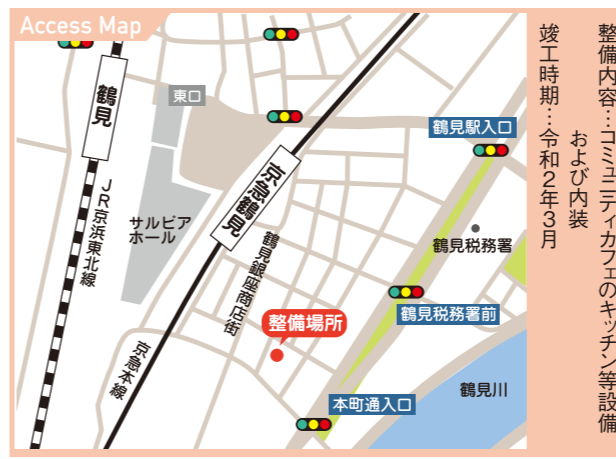 Access Map
整備内容…コミュニティカフェのキッチン等設備
および内装
竣工時期…令和2年3月
鶴見
東口
鶴見駅入口
京急鶴見
JR京浜東北線
サルビア
ホール
鶴見銀座商店街
鶴見税務署
鶴見税務署前
整備場所
京急本線
本町通入口
鶴見川